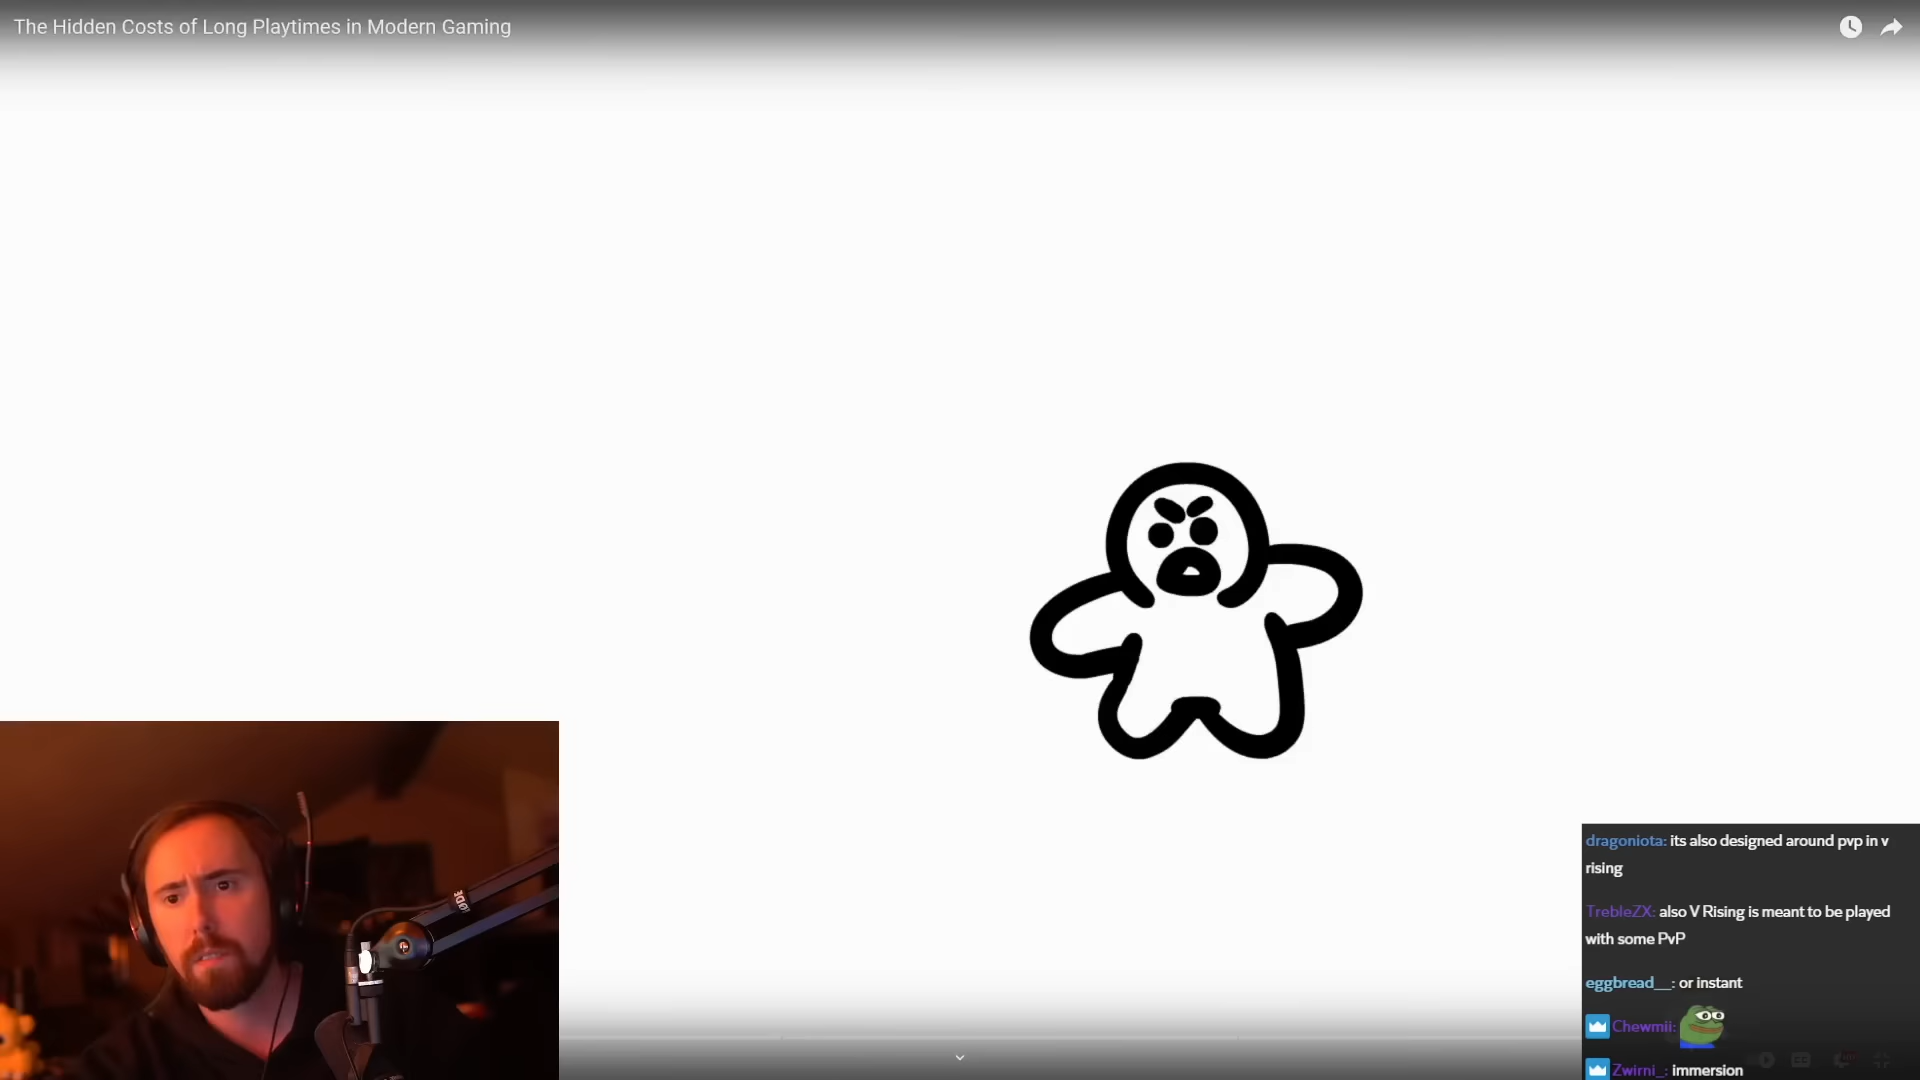 The Hidden Costs of Long Playtimes in Modern Gaming
dragoniota: its also designed around pvp in v
rising
TrebleZX: also V Rising is meant to be played
with some PvP
eggbread__: or instant
Chewmii:
Zwirni_: immersion
RØDE